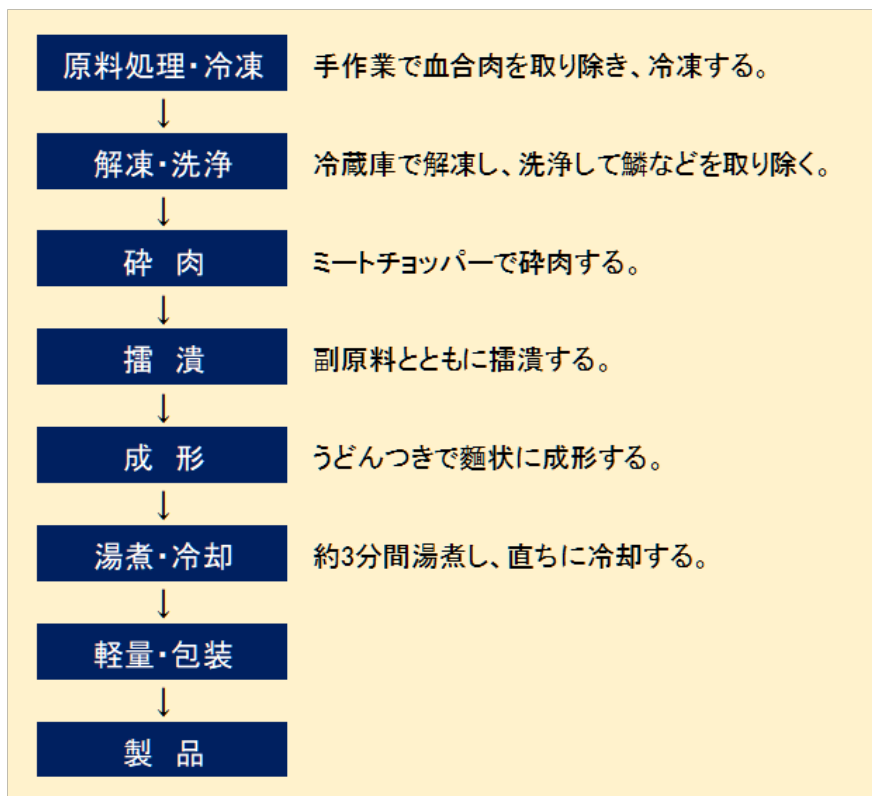 原料処理・冷凍 手作業で血合肉を取り除き、冷凍する。
↓
解凍・洗浄 冷蔵庫で解凍し、洗浄して鱗などを取り除く。
↓
砕 肉 ミートチョッパーで砕肉する。
↓
擂 潰 副原料とともに擂潰する。
↓
成 形 うどんつきで麵状に成形する。
↓
湯煮・冷却 約3分間湯煮し、直ちに冷却する。
↓
軽量・包装
↓
製 品